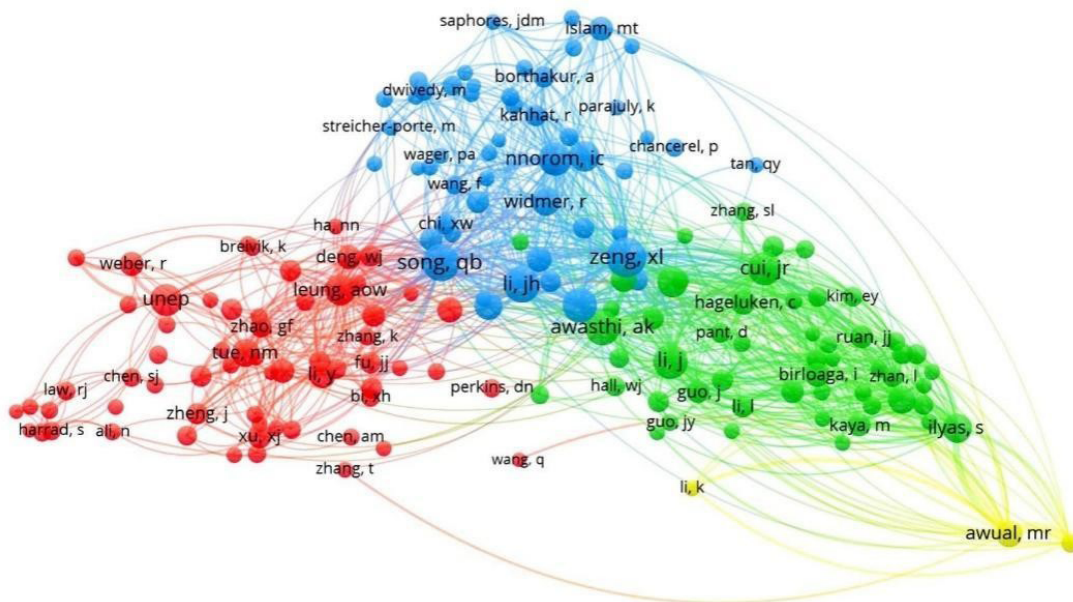 saphores, jdm
islam, mt
borthakur, a
dwivedy, m
parajuly, k
kahhat, r
streicher-porte, m
chancerel, p
wager, pa
nnorom, ic
tan, qy
wang, f
widmer, r
zhang, sl
chi, xw
ha, nn
breivik, k
deng, wj
song, qb
zeng, xl
weber, r
cui, jr
li, jh
leung, aow
unep
hageluken, c
kim, ey
zhao, gf
awasthi, ak
zhang, k
pant, d
ruan, jj
tue, nm
fu, jj
li, j
li, y
birloaga, i
zhan, l
chen, sj
perkins, dn
hall, wj
law, rj
bi, xh
guo, j
li, l
zheng, j
guo, jy
kaya, m
ilyas, s
harrad, s
ali, n
xu, xj
chen, am
wang, q
zhang, t
li, k
awual, mr